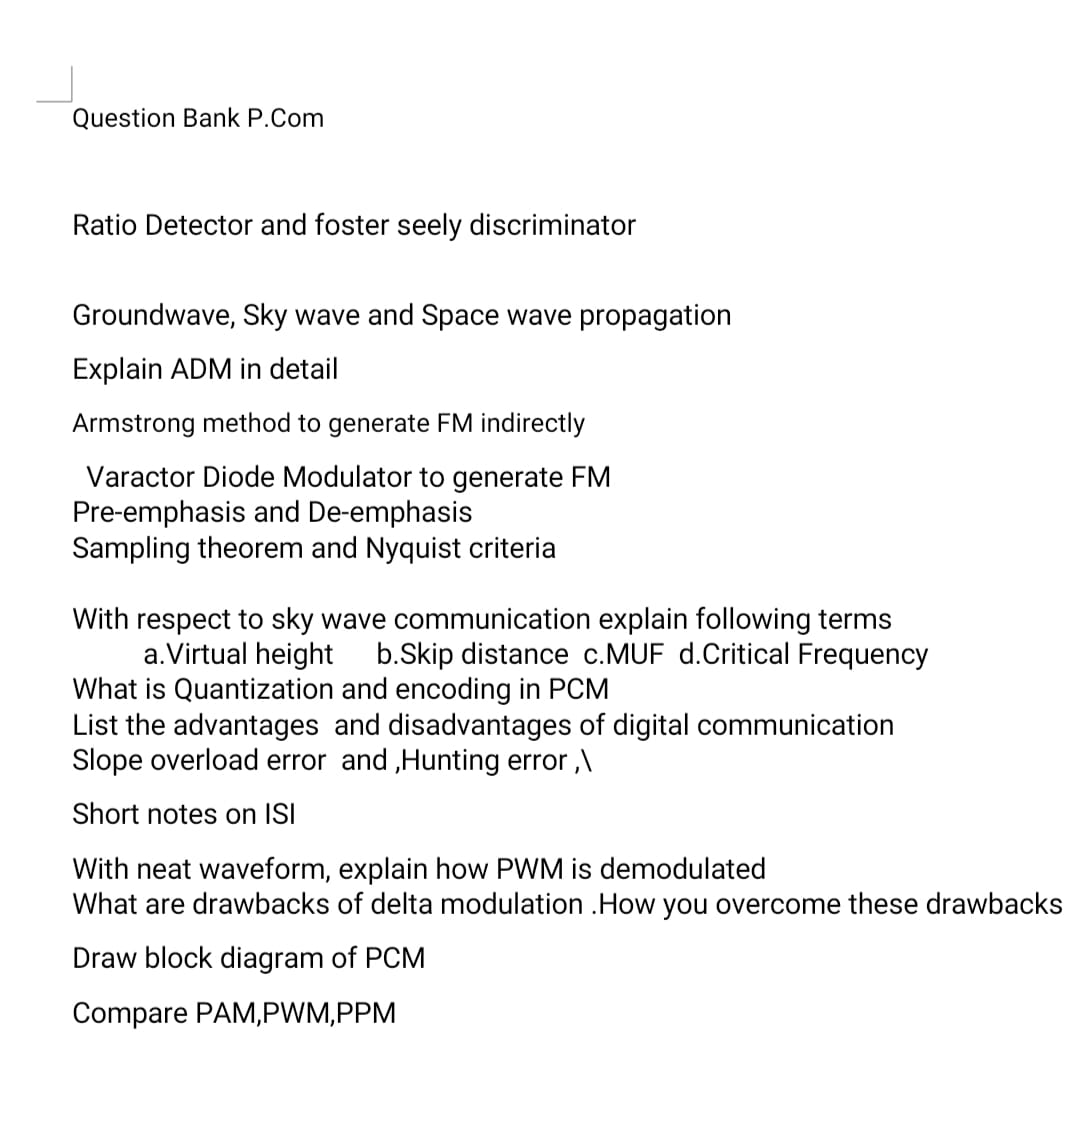 Question Bank P.Com
Ratio Detector and foster seely discriminator
Groundwave, Sky wave and Space wave propagation
Explain ADM in detail
Armstrong method to generate FM indirectly
Varactor Diode Modulator to generate FM
Pre-emphasis and De-emphasis
Sampling theorem and Nyquist criteria
With respect to sky wave communication explain following terms
a.Virtual height b.Skip distance c.MUF d.Critical Frequency
What is Quantization and encoding in PCM
List the advantages and disadvantages of digital communication
Slope overload error and ,Hunting error ,\
Short notes on ISI
With neat waveform, explain how PWM is demodulated
What are drawbacks of delta modulation .How you overcome these drawbacks
Draw block diagram of PCM
Compare PAM,PWM,PPM